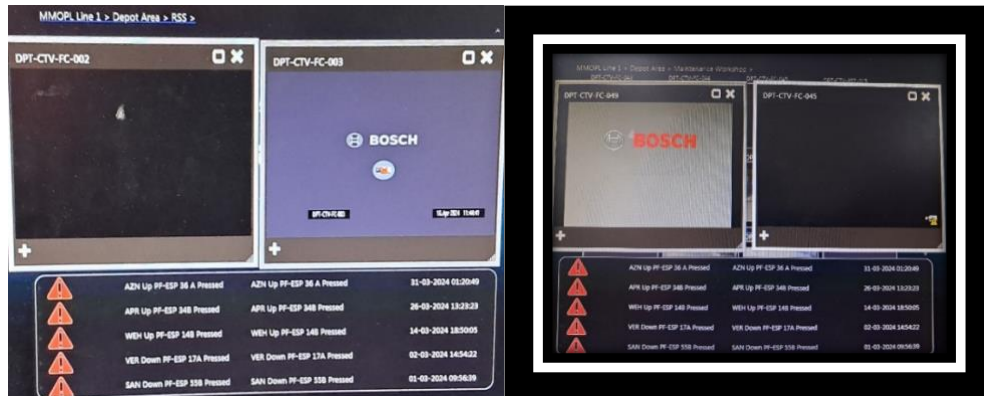 MMOPL Line 1 > Depot Area > RSS >
DPT-CTV-FC-002
DPT-CTV-FC-003
BOSCH
AZN Up PF-ESP 36 A Pressed AZN Up PF-ESP 36 A Pressed 31-03-2024 01:20:49
APR Up PF-ESP 34B Pressed APR Up PF-ESP 34B Pressed 26-03-2024 13:23:23
WEH Up PF-ESP 14B Pressed WEH Up PF-ESP 14B Pressed 14-03-2024 18:50:05
VER Down PF-ESP 17A Pressed VER Down PF-ESP 17A Pressed 02-03-2024 14:54:22
SAN Down PF-ESP 55B Pressed SAN Down PF-ESP 55B Pressed 01-03-2024 09:56:39
MMOPL Line 1 > Depot Area > Maintenance Workshop >
DPT-CTV-FC-049
DPT-CTV-FC-045
BOSCH
AZN Up PF-ESP 36 A Pressed AZN Up PF-ESP 36 A Pressed 31-03-2024 01:20:49
APR Up PF-ESP 34B Pressed APR Up PF-ESP 34B Pressed 26-03-2024 13:23:23
WEH Up PF-ESP 14B Pressed WEH Up PF-ESP 14B Pressed 14-03-2024 18:50:05
VER Down PF-ESP 17A Pressed VER Down PF-ESP 17A Pressed 02-03-2024 14:54:22
SAN Down PF-ESP 55B Pressed SAN Down PF-ESP 55B Pressed 01-03-2024 09:56:39